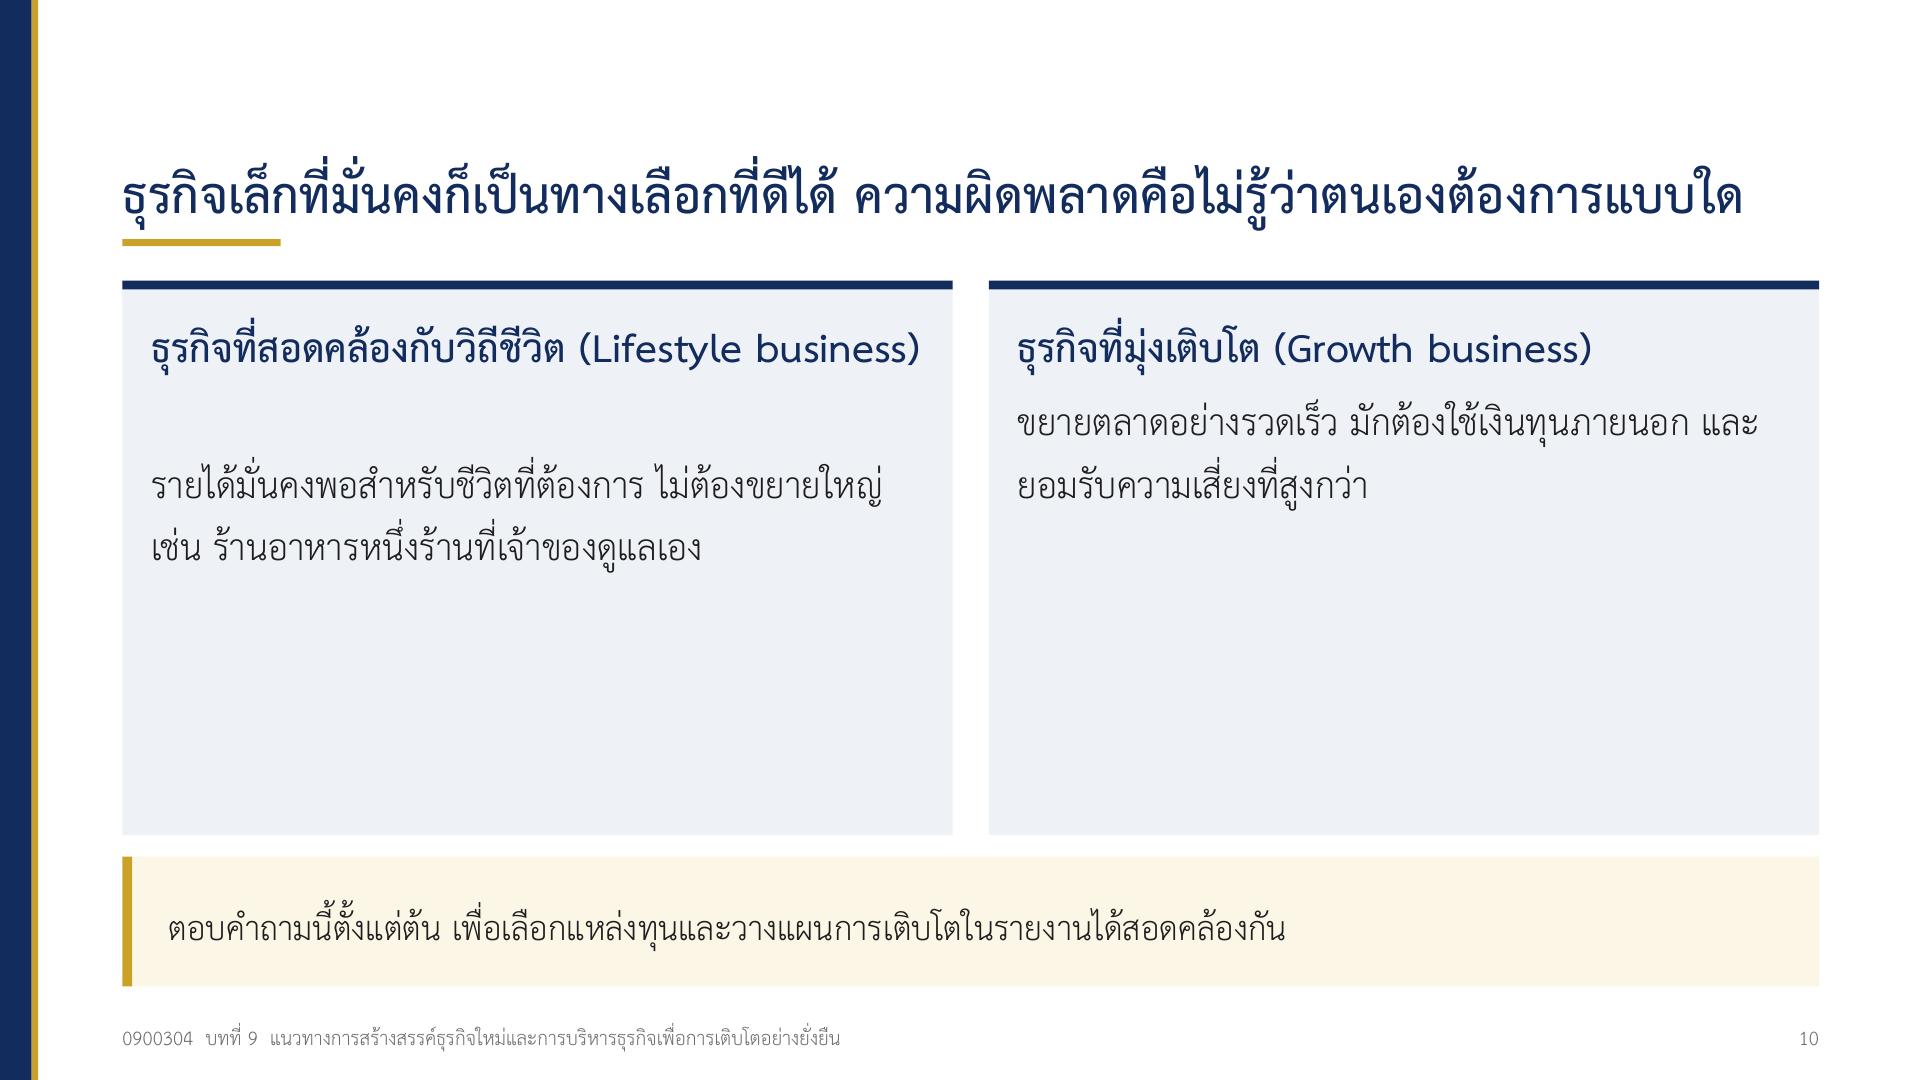 ธุรกิจเล็กที่มั่นคงก็เป็นทางเลือกที่ดีได้ ความผิดพลาดคือไม่รู้ว่าตนเองต้องการแบบใด
ธุรกิจที่สอดคล้องกับวิถีชีวิต (Lifestyle business)
รายได้มั่นคงพอสำหรับชีวิตที่ต้องการ ไม่ต้องขยายใหญ่
เช่น ร้านอาหารหนึ่งร้านที่เจ้าของดูแลเอง
ธุรกิจที่มุ่งเติบโต (Growth business)
ขยายตลาดอย่างรวดเร็ว มักต้องใช้เงินทุนภายนอก และ
ยอมรับความเสี่ยงที่สูงกว่า
ตอบคำถามนี้ตั้งแต่ต้น เพื่อเลือกแหล่งทุนและวางแผนการเติบโตในรายงานได้สอดคล้องกัน
0900304 บทที่ 9 แนวทางการสร้างสรรค์ธุรกิจใหม่และการบริหารธุรกิจเพื่อการเติบโตอย่างยั่งยืน
10